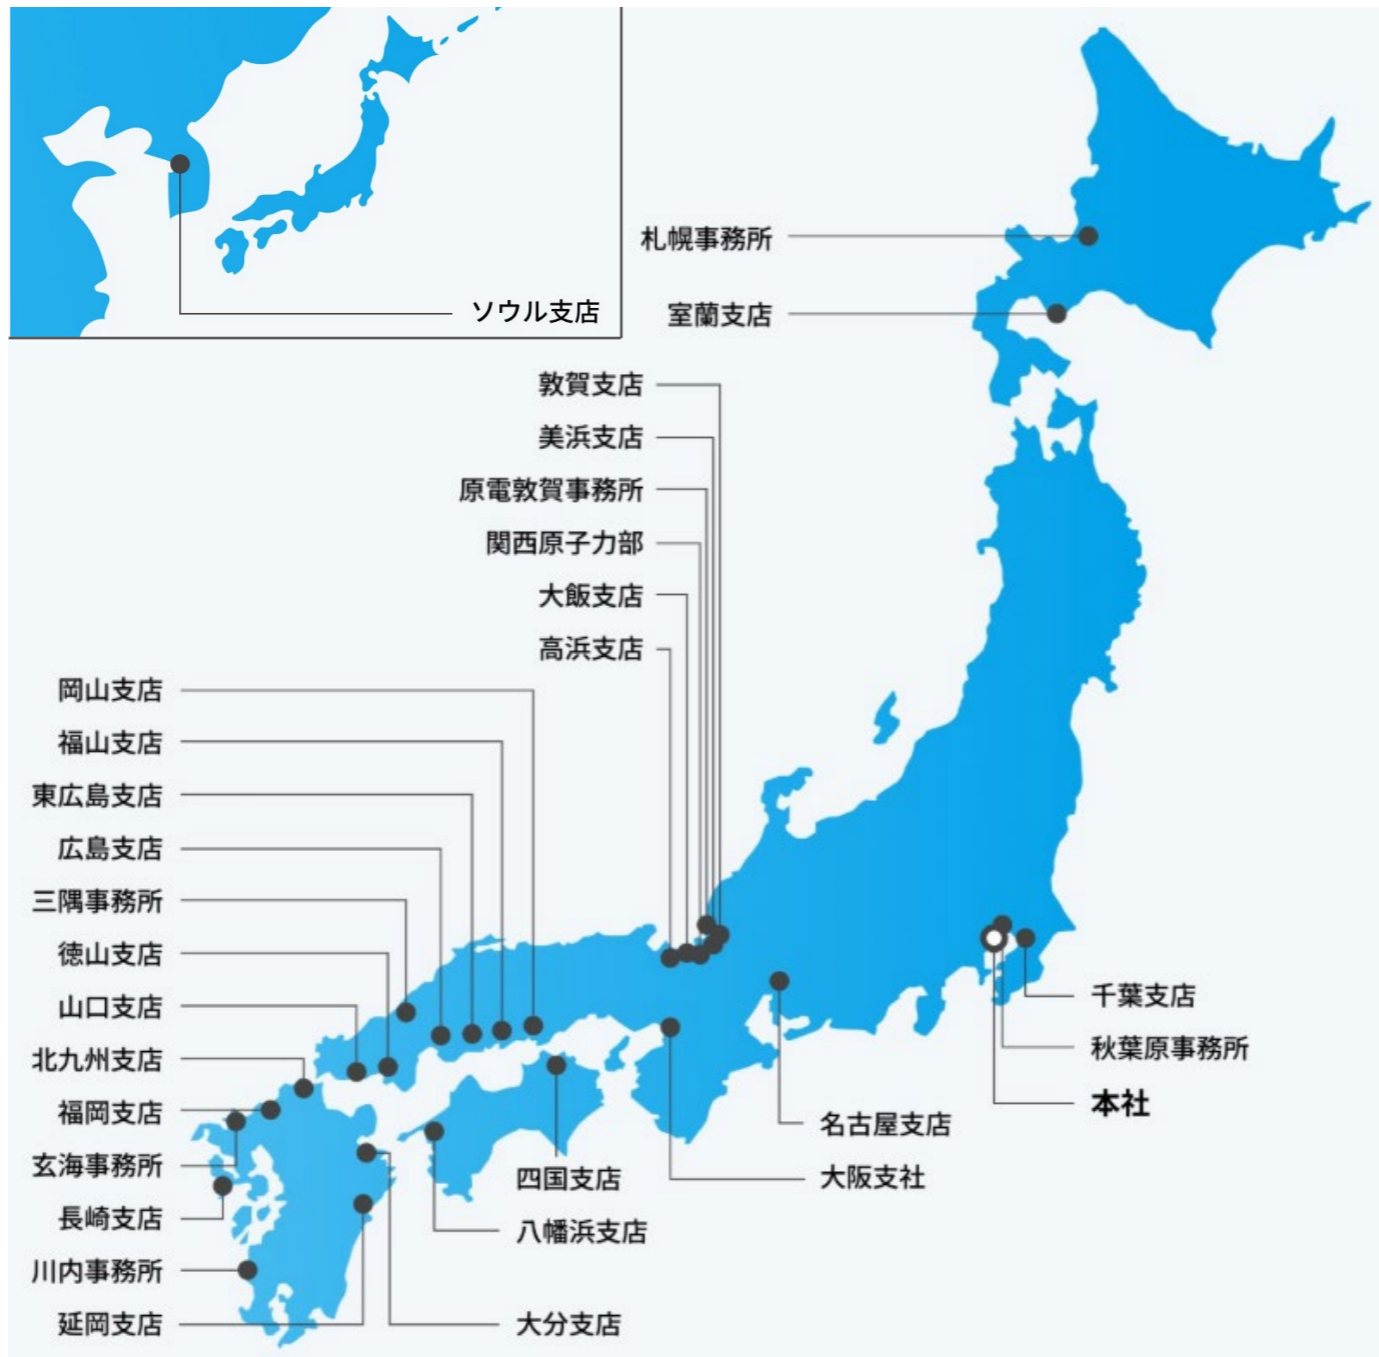 ソウル支店
札幌事務所
室蘭支店
敦賀支店
美浜支店
原電敦賀事務所
関西原子力部
大飯支店
高浜支店
岡山支店
福山支店
東広島支店
広島支店
三隅事務所
徳山支店
山口支店
北九州支店
福岡支店
玄海事務所
長崎支店
川内事務所
延岡支店
四国支店
八幡浜支店
大分支店
名古屋支店
大阪支社
千葉支店
秋葉原事務所
本社